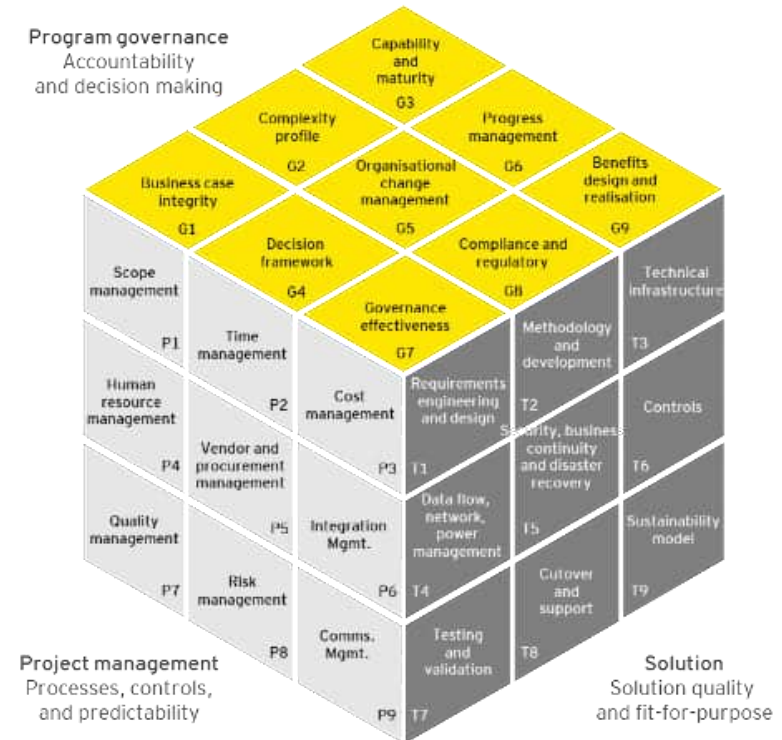 Program governance
Accountability
and decision making
Capability
and
maturity
G3
Complexity
profile
G2
Progress
management
G6
Business case
integrity
G1
Organisational
change
management
G5
Benefits
design and
realisation
G9
Decision
framework
G4
Compliance and
regulatory
G8
Governance
effectiveness
G7
Scope
management
P1
Time
management
P2
Cost
management
P3
Human
resource
management
P4
Vendor and
procurement
management
P5
Integration
Mgmt.
P6
Quality
management
P7
Risk
management
P8
Comms.
Mgmt.
P9
Requirements
engineering
and design
T1
Methodology
and
development
T2
Technical
infrastructure
T3
Data flow,
network,
power
management
T4
Security, business
continuity
and disaster
recovery
T5
Controls
T6
Testing
and
validation
T7
Cutover
and
support
T8
Sustainability
model
T9
Project management
Processes, controls,
and predictability
Solution
Solution quality
and fit-for-purpose